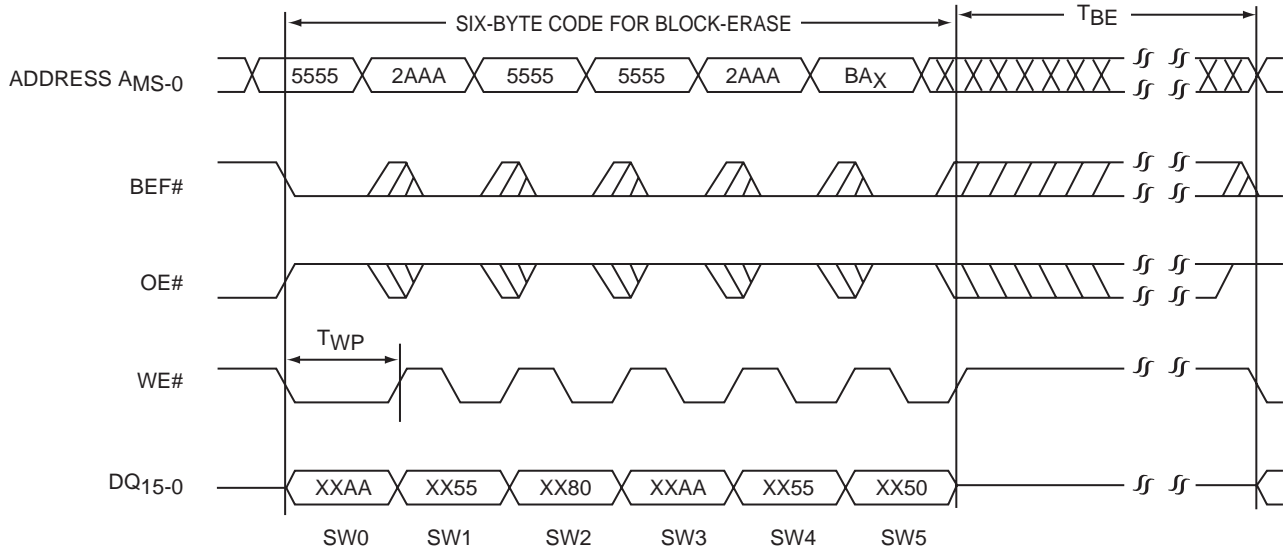 SIX-BYTE CODE FOR BLOCK-ERASE
TBE
ADDRESS AMS-0
5555 2AAA 5555 5555 2AAA BAX
BEF#
OE#
TWP
WE#
DQ15-0
XXAA XX55 XX80 XXAA XX55 XX50
SW0 SW1 SW2 SW3 SW4 SW5